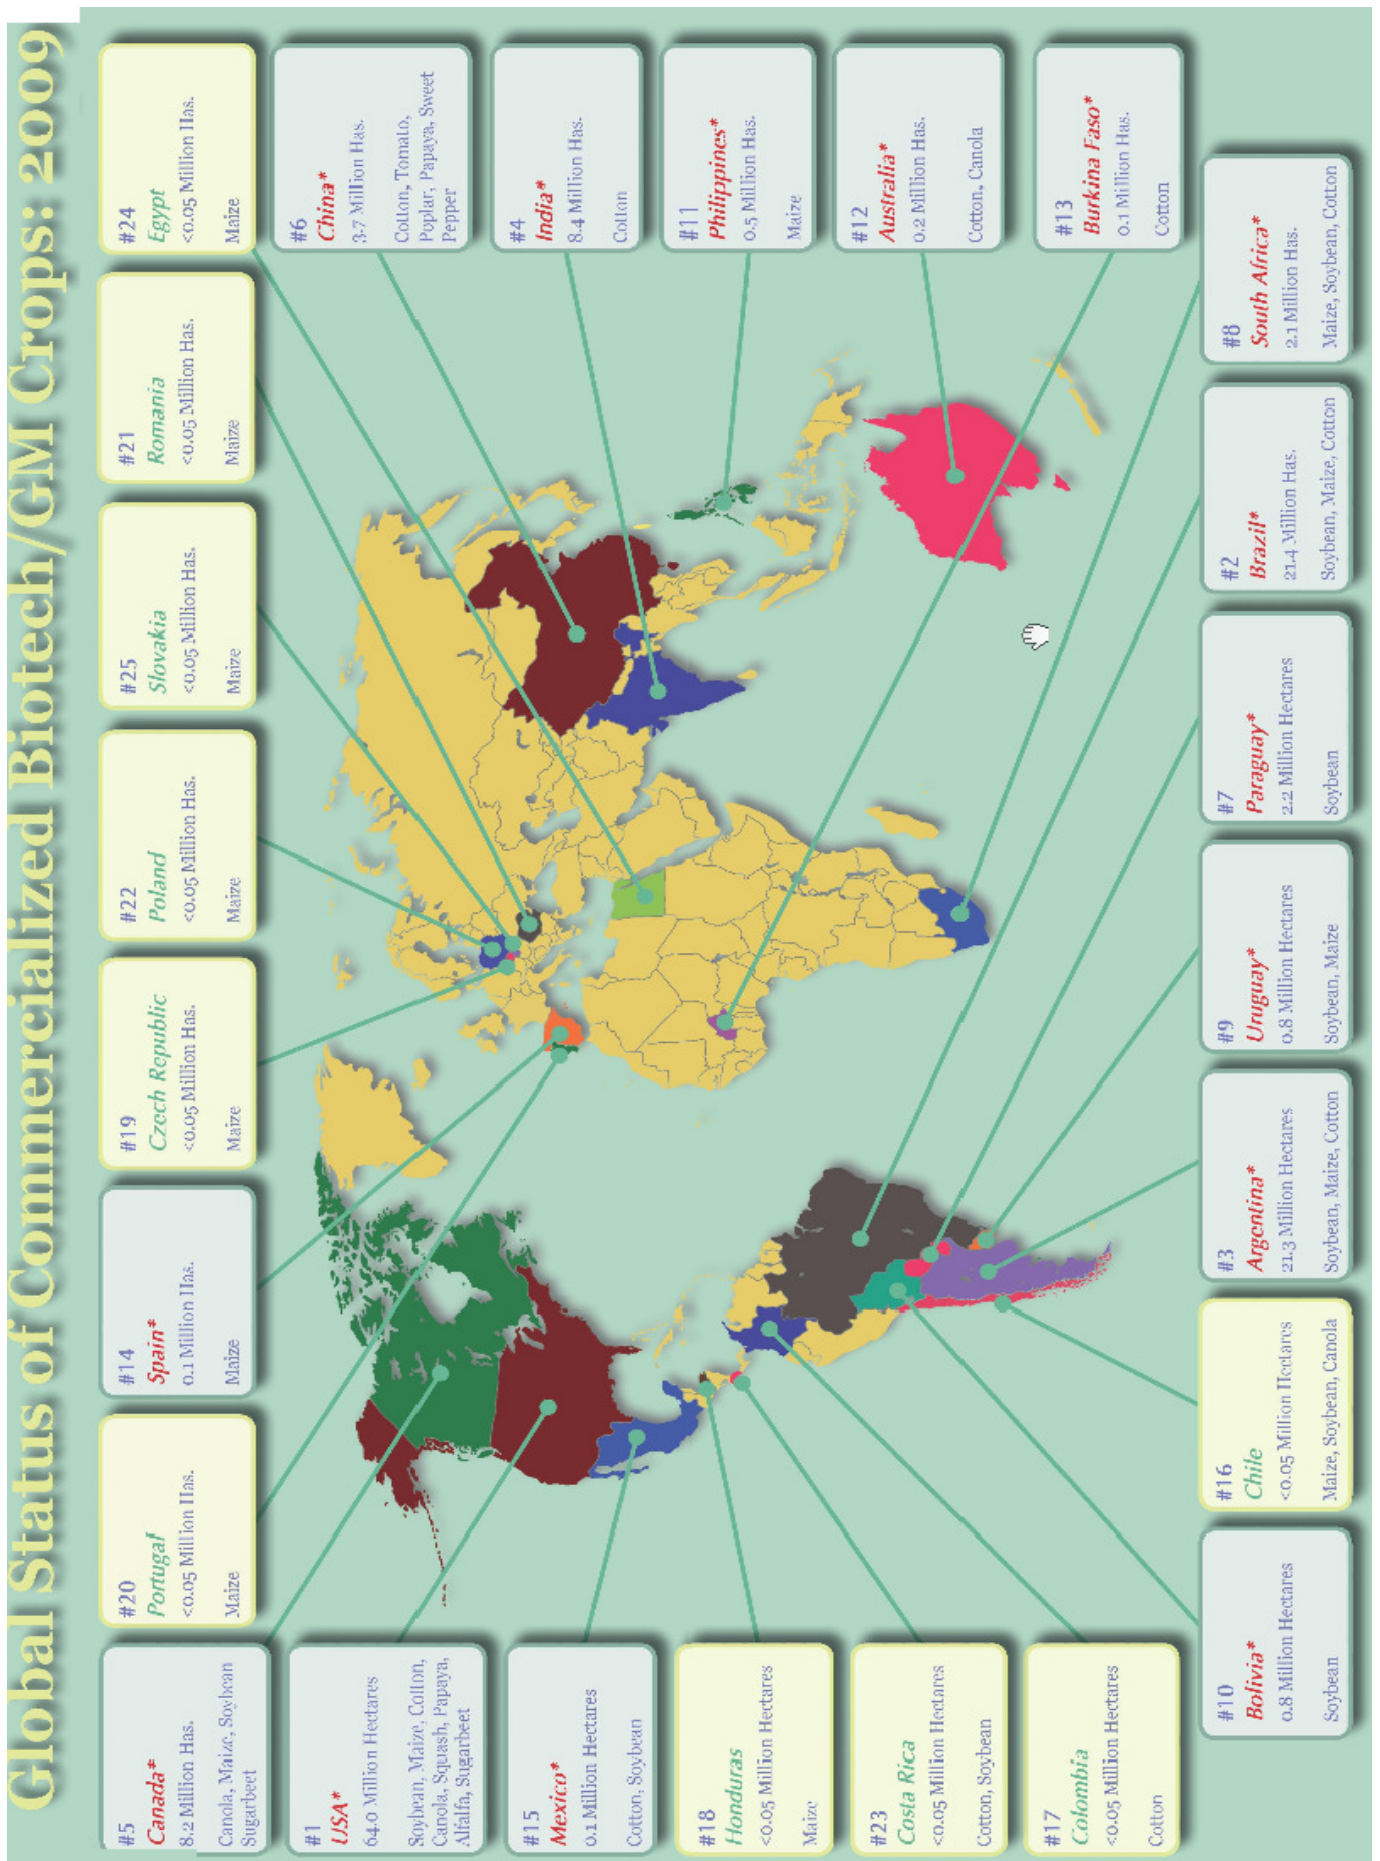 Global Status of Commercialized Biotech/GM Crops: 2009
#5
Canada*
8.2 Million Has.
Canola, Maize, Soybean
Sugarbeet
#20
Portugal
<0.05 Million Has.
Maize
#14
Spain*
0.1 Million Has.
Maize
#19
Czech Republic
<0.05 Million Has.
Maize
#22
Poland
<0.05 Million Has.
Maize
#25
Slovakia
<0.05 Million Has.
Maize
#21
Romania
<0.05 Million Has.
Maize
#24
Egypt
<0.05 Million Has.
Maize
#1
USA*
64.0 Million Hectares
Soybean, Maize, Cotton,
Canola, Squash, Papaya,
Alfalfa, Sugarbeet
#6
China*
3.7 Million Has.
Cotton, Tomato,
Poplar, Papaya, Sweet
Pepper
#15
Mexico*
0.1 Million Hectares
Cotton, Soybean
#4
India*
8.4 Million Has.
Cotton
#18
Honduras
<0.05 Million Hectares
Maize
#11
Philippines*
0.5 Million Has.
Maize
#23
Costa Rica
<0.05 Million Hectares
Cotton, Soybean
#12
Australia*
0.2 Million Has.
Cotton, Canola
#17
Colombia
<0.05 Million Hectares
Cotton
#13
Burkina Faso*
0.1 Million Has.
Cotton
#10
Bolivia*
0.8 Million Hectares
Soybean
#16
Chile
<0.05 Million Hectares
Maize, Soybean, Canola
#3
Argentina*
21.3 Million Hectares
Soybean, Maize, Cotton
#9
Uruguay*
0.8 Million Hectares
Soybean, Maize
#7
Paraguay*
2.2 Million Hectares
Soybean
#2
Brazil*
21.4 Million Has.
Soybean, Maize, Cotton
#8
South Africa*
2.1 Million Has.
Maize, Soybean, Cotton